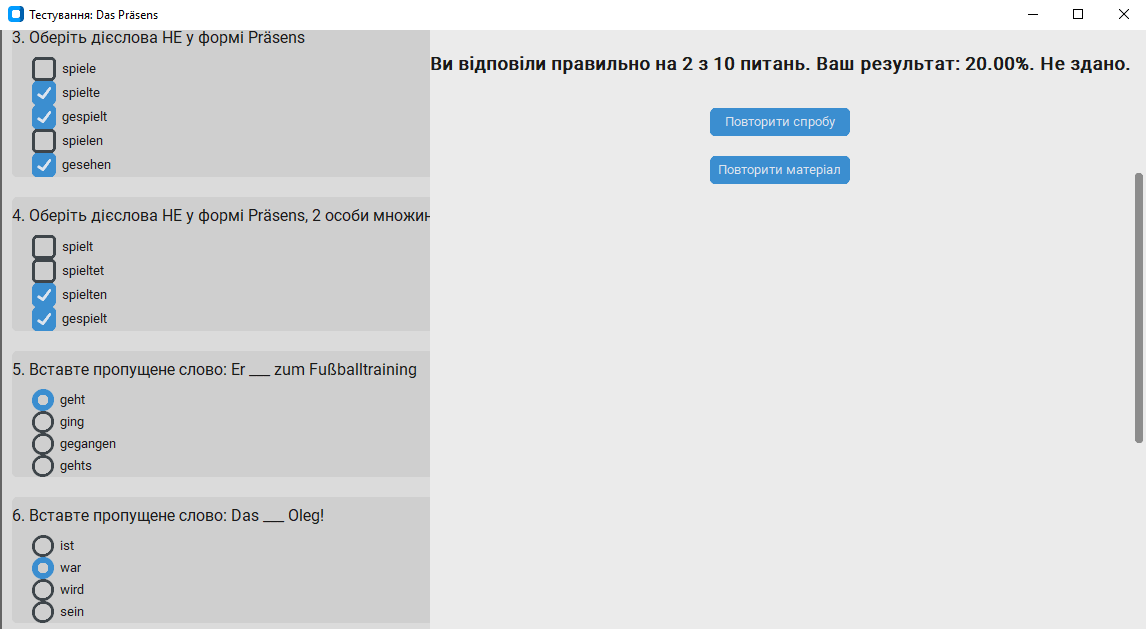 Тестування: Das Präsens
3. Оберіть дієслова НЕ у формі Präsens
spiele
spielte
gespielt
spielen
gesehen
4. Оберіть дієслова НЕ у формі Präsens, 2 особи множин
spielt
spieltet
spielten
gespielt
5. Вставте пропущене слово: Er ___ zum Fußballtraining
geht
ging
gegangen
gehts
6. Вставте пропущене слово: Das ___ Oleg!
ist
war
wird
sein
Ви відповіли правильно на 2 з 10 питань. Ваш результат: 20.00%. Не здано.
Повторити спробу
Повторити матеріал